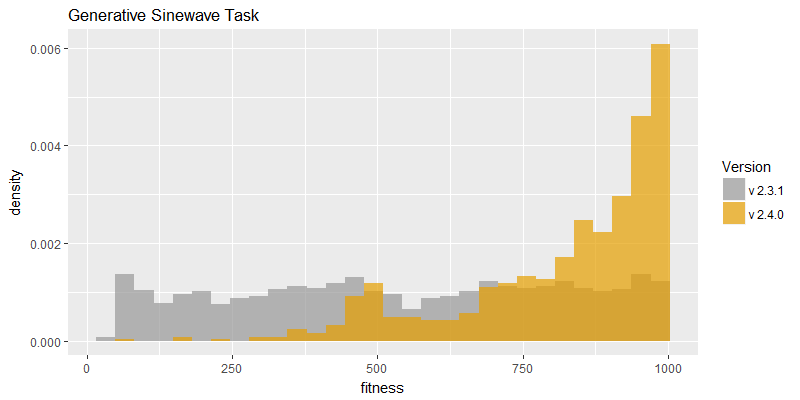 Generative Sinewave Task
0.006
0.004
0.002
0.000
density
0
250
500
750
1000
fitness
Version
v 2.3.1
v 2.4.0